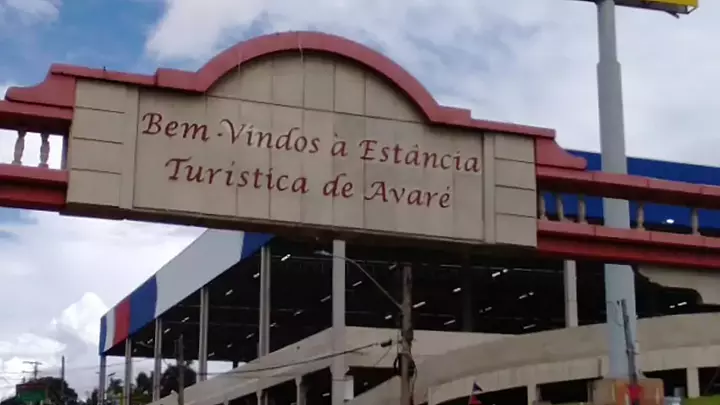 Bem-Vindos à Estância
Turística de Avaré